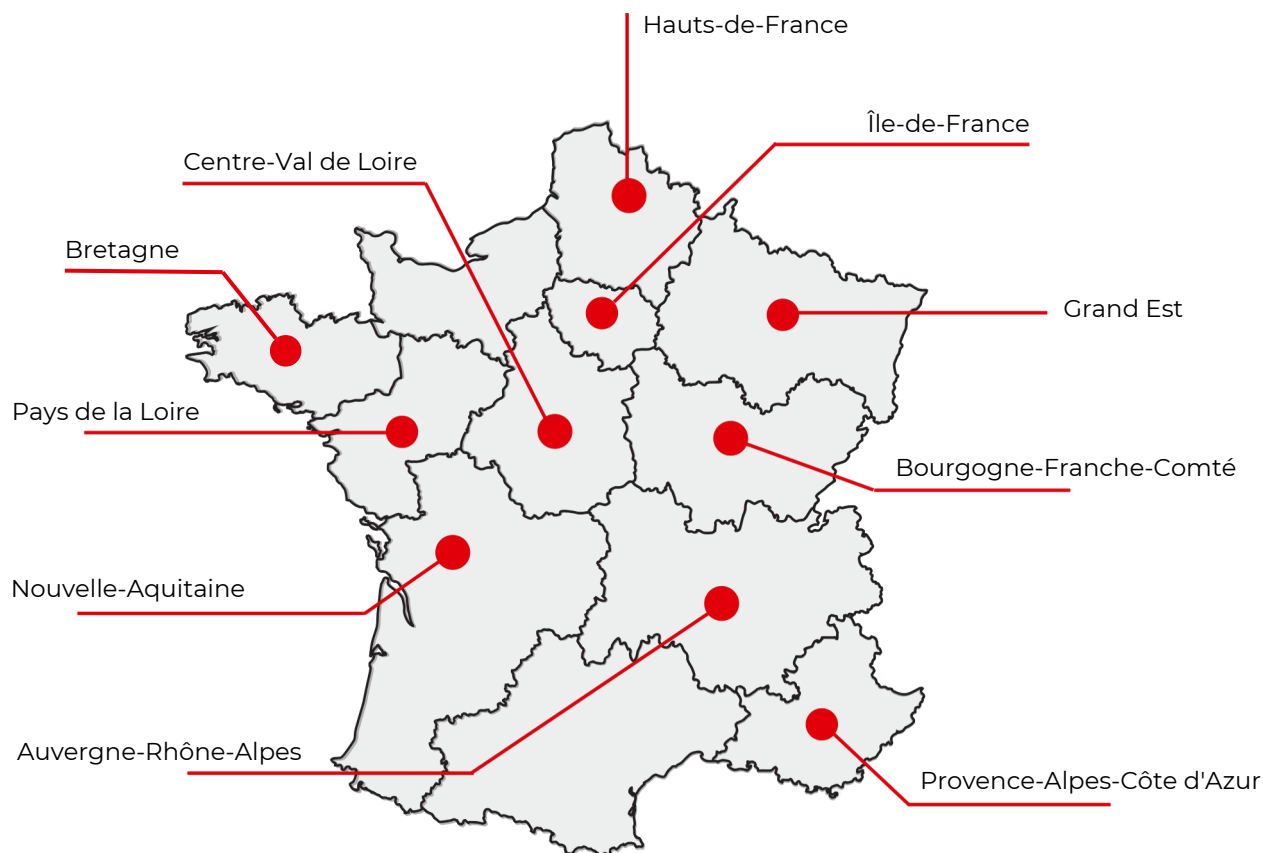 Hauts-de-France
Île-de-France
Centre-Val de Loire
Bretagne
Grand Est
Pays de la Loire
Bourgogne-Franche-Comté
Nouvelle-Aquitaine
Auvergne-Rhône-Alpes
Provence-Alpes-Côte d'Azur